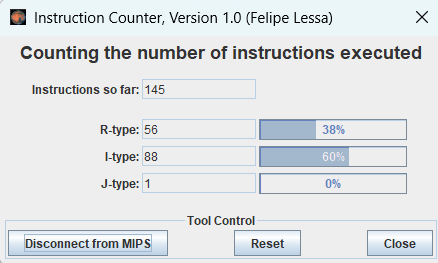 Instruction Counter, Version 1.0 (Felipe Lessa)
Counting the number of instructions executed
Instructions so far: 145
R-type: 56 38%
I-type: 88 60%
J-type: 1 0%
Tool Control
Disconnect from MIPS Reset Close